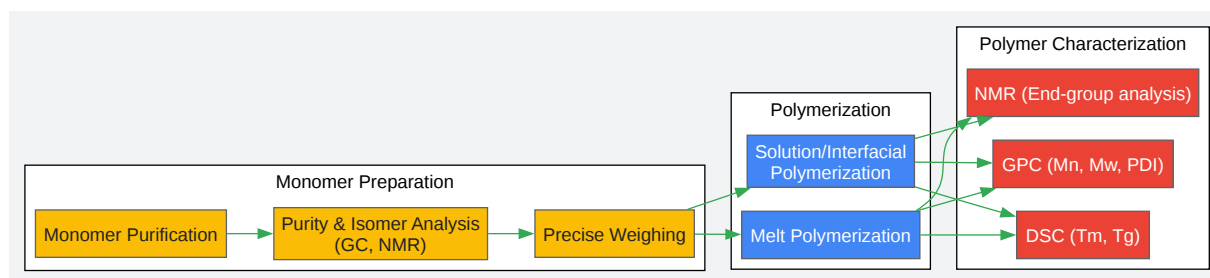 Monomer Preparation
Monomer Purification
Purity & Isomer Analysis
(GC, NMR)
Precise Weighing
Polymerization
Solution/Interfacial
Polymerization
Melt Polymerization
Polymer Characterization
NMR (End-group analysis)
GPC (Mn, Mw, PDI)
DSC (Tm, Tg)